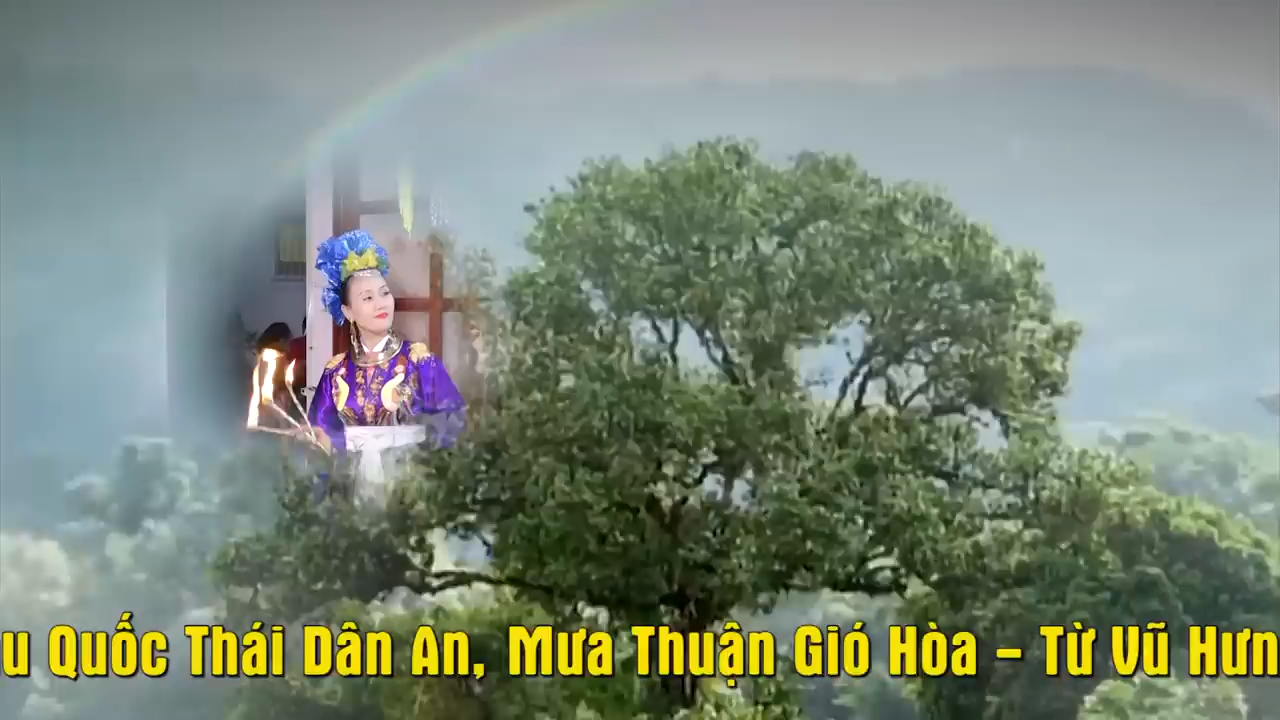 u Quốc Thái Dân An, Mưa Thuận Gió Hòa – Từ Vũ Hưn